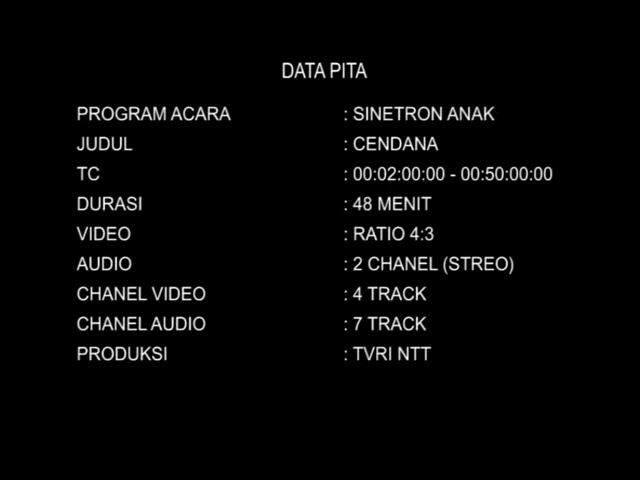 DATA PITA
PROGRAM ACARA : SINETRON ANAK
JUDUL : CENDANA
TC : 00:02:00:00 - 00:50:00:00
DURASI : 48 MENIT
VIDEO : RATIO 4:3
AUDIO : 2 CHANEL (STREO)
CHANEL VIDEO : 4 TRACK
CHANEL AUDIO : 7 TRACK
PRODUKSI : TVRI NTT